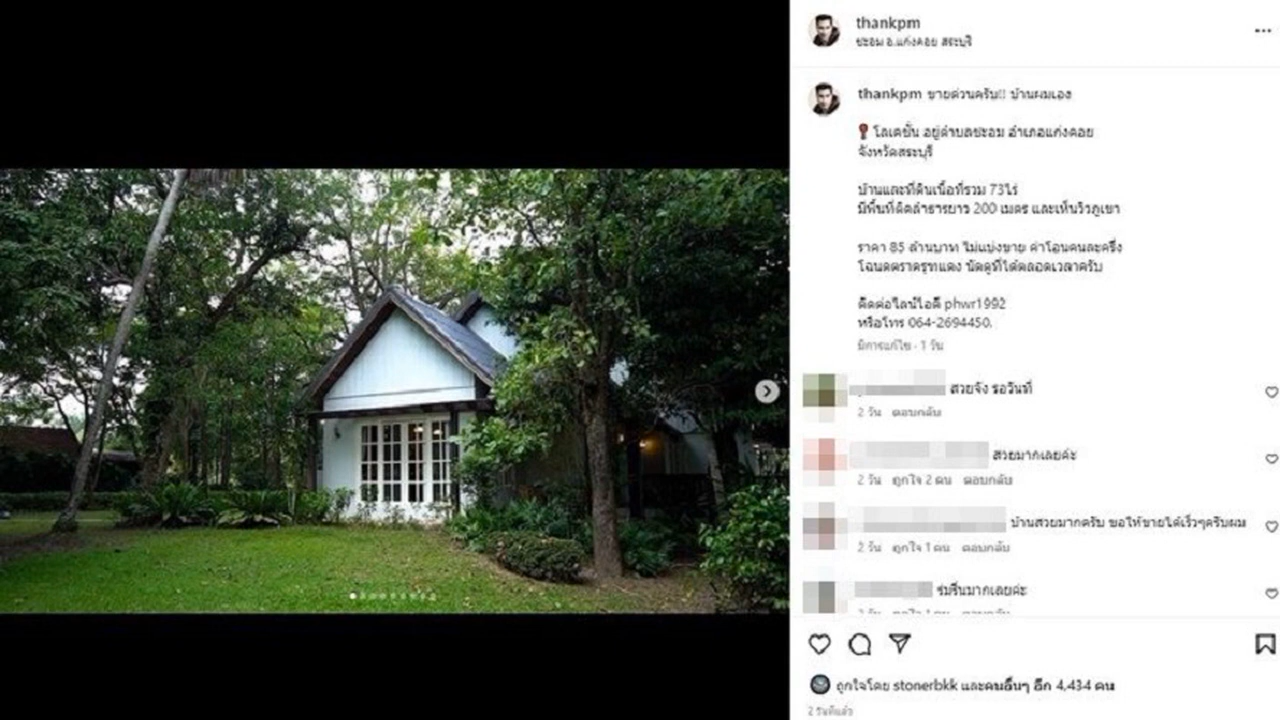 thankpm
ชะอม อ.แก่งคอย สระบุรี
thankpm ขายด่วนครับ!! บ้านผมเอง
โลเคชั่น อยู่ตำบลชะอม อำเภอแก่งคอย
จังหวัดสระบุรี
บ้านและที่ดินเนื้อที่รวม 73ไร่
มีพื้นที่ติดลำธารยาว 200 เมตร และเห็นวิวภูเขา
ราคา 85 ล้านบาท ไม่แบ่งขาย ค่าโอนคนละครึ่ง
โฉนดตราครุฑแดง นัดดูที่ได้ตลอดเวลาครับ
ติดต่อไลน์ไอดี phwr1992
หรือโทร 064-2694450.
มีการแก้ไข · 1 วัน
สวยจัง รอวันที่
2 วัน ตอบกลับ
สวยมากเลยค่ะ
2 วัน ถูกใจ 2 คน ตอบกลับ
บ้านสวยมากครับ ขอให้ขายได้เร็วๆครับผม
2 วัน ถูกใจ 1 คน ตอบกลับ
ร่มรื่นมากเลยค่ะ
ถูกใจโดย stonerbkk และคนอื่นๆ อีก 4,434 คน
2 วันที่แล้ว